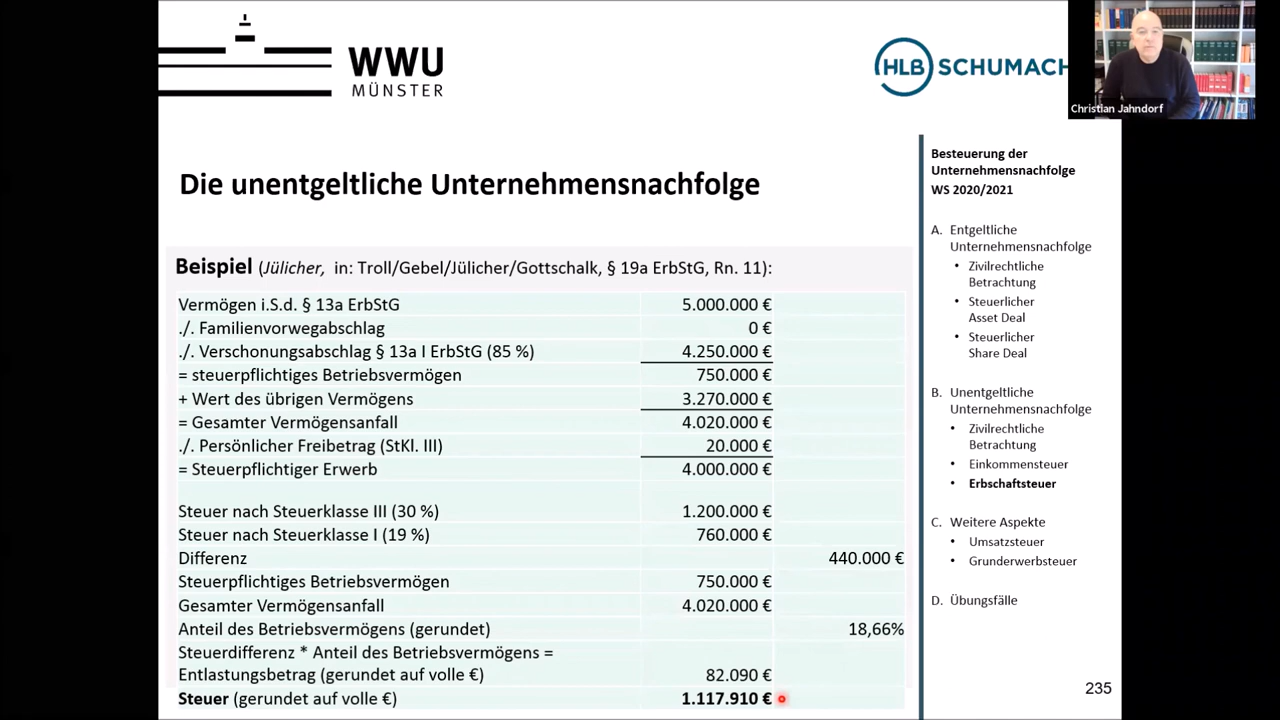 WWU
MÜNSTER
HLB SCHUMACH
Christian Jahndorf
Die unentgeltliche Unternehmensnachfolge
Beispiel (Jülicher, in: Troll/Gebel/Jülicher/Gottschalk, § 19a ErbStG, Rn. 11):
Vermögen i.S.d. § 13a ErbStG 5.000.000 €
./. Familienvorwegabschlag 0 €
./. Verschonungsabschlag § 13a I ErbStG (85 %) 4.250.000 €
= steuerpflichtiges Betriebsvermögen 750.000 €
+ Wert des übrigen Vermögens 3.270.000 €
= Gesamter Vermögensanfall 4.020.000 €
./. Persönlicher Freibetrag (StKl. III) 20.000 €
= Steuerpflichtiger Erwerb 4.000.000 €
Steuer nach Steuerklasse III (30 %) 1.200.000 €
Steuer nach Steuerklasse I (19 %) 760.000 €
Differenz 440.000 €
Steuerpflichtiges Betriebsvermögen 750.000 €
Gesamter Vermögensanfall 4.020.000 €
Anteil des Betriebsvermögens (gerundet) 18,66%
Steuerdifferenz * Anteil des Betriebsvermögens =
Entlastungsbetrag (gerundet auf volle €) 82.090 €
Steuer (gerundet auf volle €) 1.117.910 €
Besteuerung der
Unternehmensnachfolge
WS 2020/2021
A. Entgeltliche
Unternehmensnachfolge
• Zivilrechtliche
Betrachtung
• Steuerlicher
Asset Deal
• Steuerlicher
Share Deal
B. Unentgeltliche
Unternehmensnachfolge
• Zivilrechtliche
Betrachtung
• Einkommensteuer
• Erbschaftsteuer
C. Weitere Aspekte
• Umsatzsteuer
• Grunderwerbsteuer
D. Übungsfälle
235